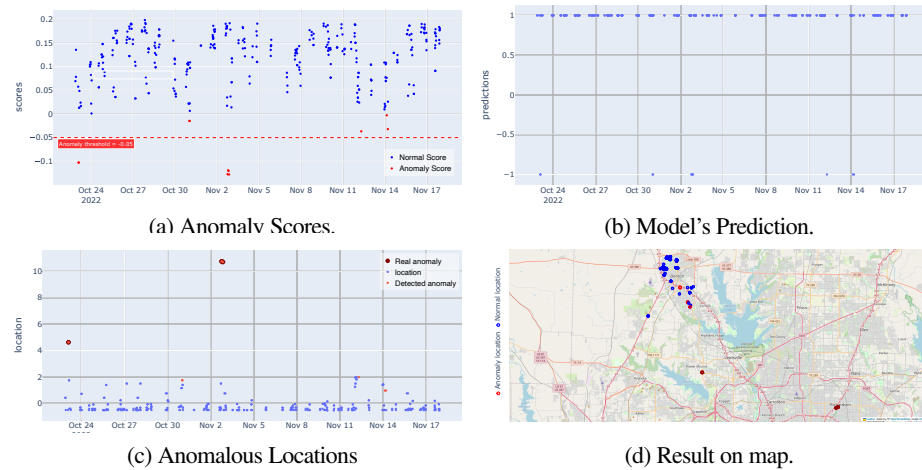 0.2
0.15
0.1
0.05
0
−0.05
−0.1
scores
Anomaly threshold = -0.05
Normal Score
Anomaly Score
Oct 24
2022
Oct 27
Oct 30
Nov 2
Nov 5
Nov 8
Nov 11
Nov 14
Nov 17
(a) Anomaly Scores.
1
0.5
0
−0.5
−1
predictions
Oct 24
2022
Oct 27
Oct 30
Nov 2
Nov 5
Nov 8
Nov 11
Nov 14
Nov 17
(b) Model's Prediction.
10
8
6
4
2
0
location
Real anomaly
location
Detected anomaly
Oct 24
Oct 27
Oct 30
Nov 2
Nov 5
Nov 8
Nov 11
Nov 14
Nov 17
(c) Anomalous Locations
Anomaly location
Normal location
(d) Result on map.